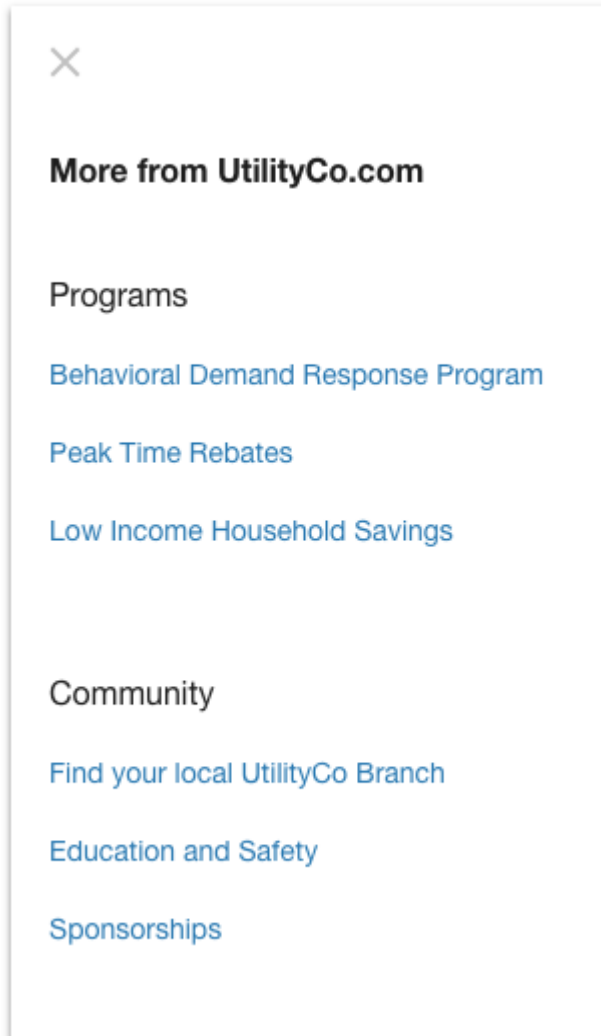 More from UtilityCo.com
Programs
Behavioral Demand Response Program
Peak Time Rebates
Low Income Household Savings
Community
Find your local UtilityCo Branch
Education and Safety
Sponsorships